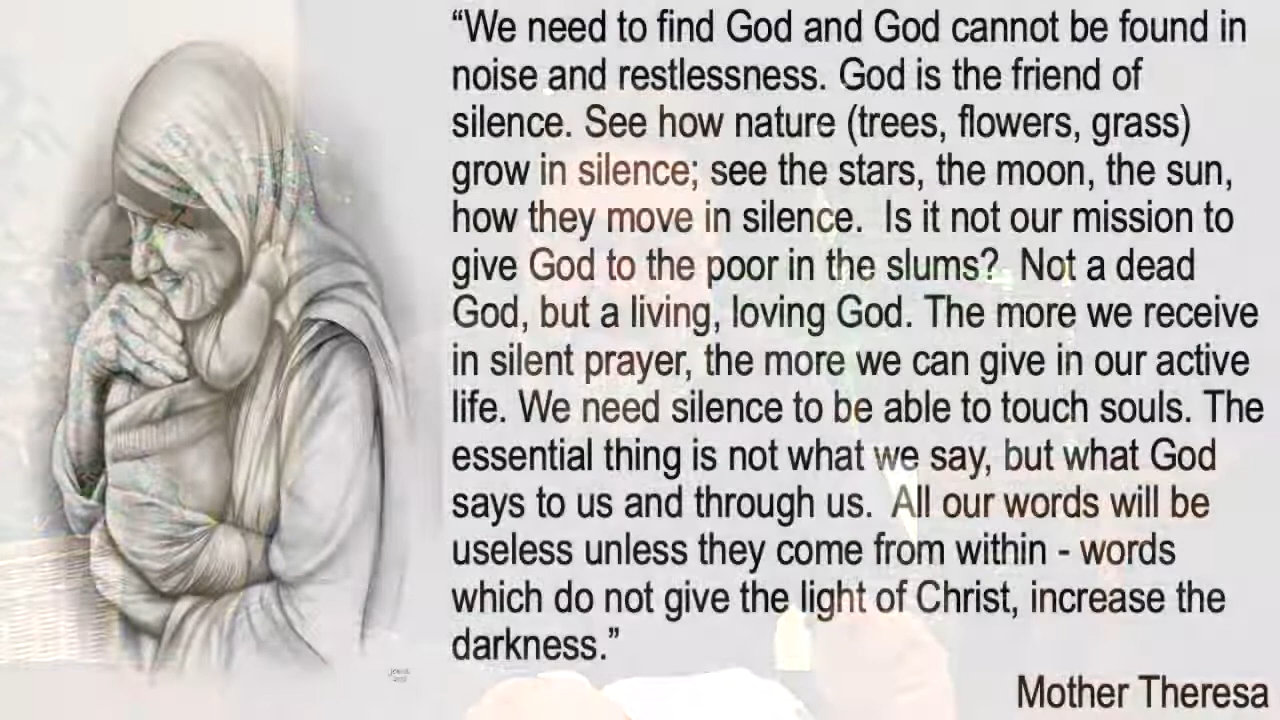 “We need to find God and God cannot be found in
noise and restlessness. God is the friend of
silence. See how nature (trees, flowers, grass)
grow in silence; see the stars, the moon, the sun,
how they move in silence.  Is it not our mission to
give God to the poor in the slums?  Not a dead
God, but a living, loving God. The more we receive
in silent prayer, the more we can give in our active
life. We need silence to be able to touch souls. The
essential thing is not what we say, but what God
says to us and through us.  All our words will be
useless unless they come from within - words
which do not give the light of Christ, increase the
darkness.”
Mother Theresa